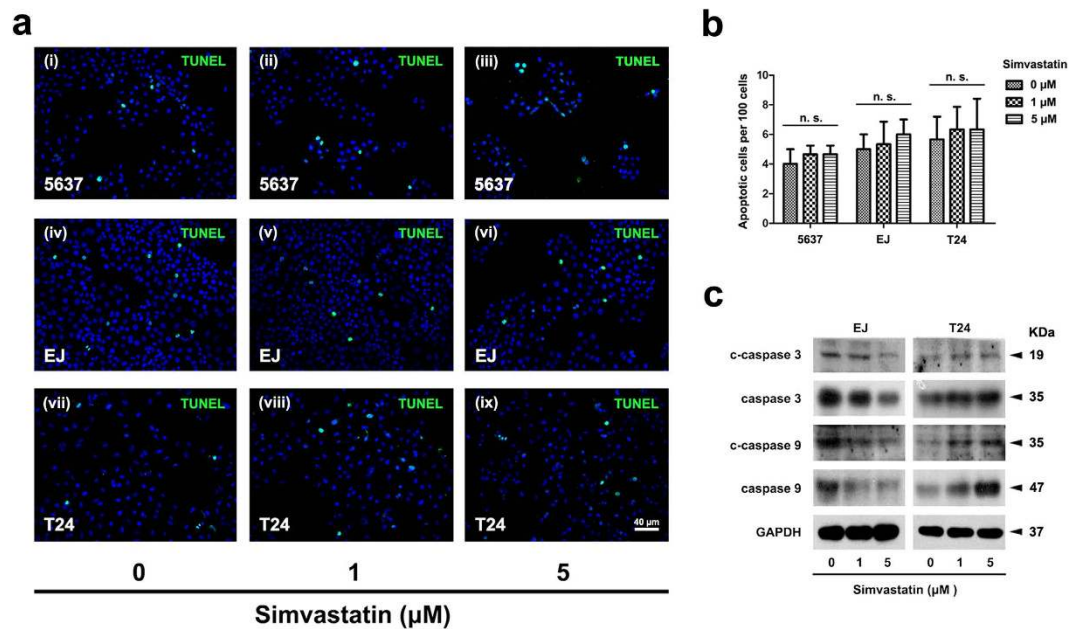 a
(i) TUNEL
5637
(ii) TUNEL
5637
(iii) TUNEL
5637
(iv) TUNEL
EJ
(v) TUNEL
EJ
(vi) TUNEL
EJ
(vii) TUNEL
T24
(viii) TUNEL
T24
(ix) TUNEL
T24
40 μm
0 1 5
Simvastatin (μM)
b
Simvastatin
0 μM
1 μM
5 μM
Apoptotic cells per 100 cells
10
8
6
4
2
0
n. s.
n. s.
n. s.
5637 EJ T24
c
EJ T24 KDa
c-caspase 3 19
caspase 3 35
c-caspase 9 35
caspase 9 47
GAPDH 37
0 1 5 0 1 5
Simvastatin (μM )